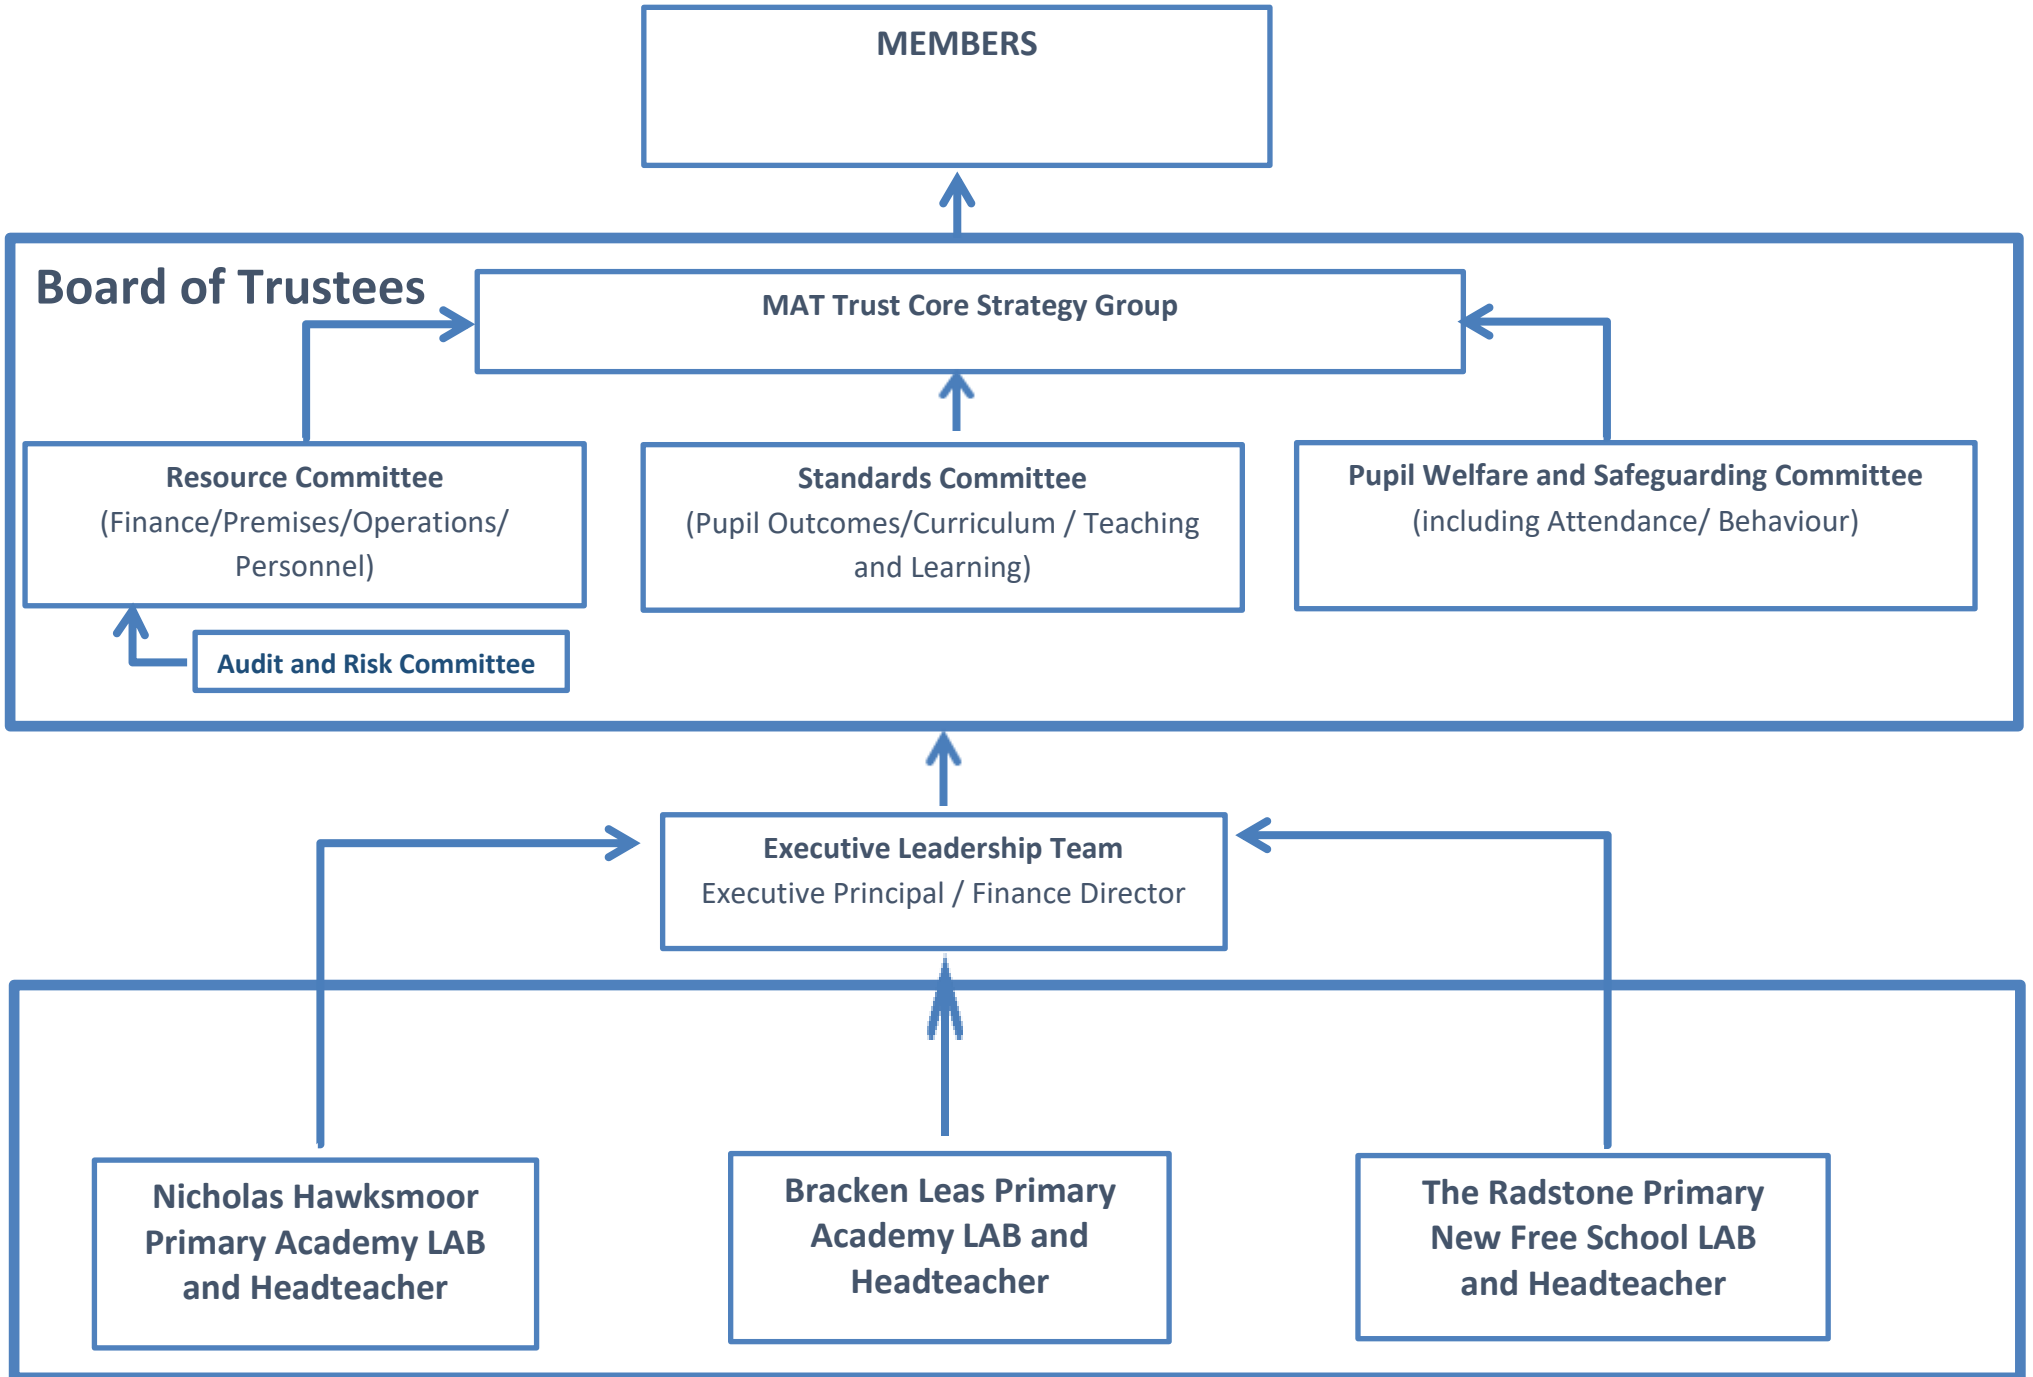 MEMBERS
Board of Trustees
MAT Trust Core Strategy Group
Resource Committee
(Finance/Premises/Operations/
Personnel)
Standards Committee
(Pupil Outcomes/Curriculum / Teaching
and Learning)
Pupil Welfare and Safeguarding Committee
(including Attendance/ Behaviour)
Audit and Risk Committee
Executive Leadership Team
Executive Principal / Finance Director
Nicholas Hawksmoor
Primary Academy LAB
and Headteacher
Bracken Leas Primary
Academy LAB and
Headteacher
The Radstone Primary
New Free School LAB
and Headteacher